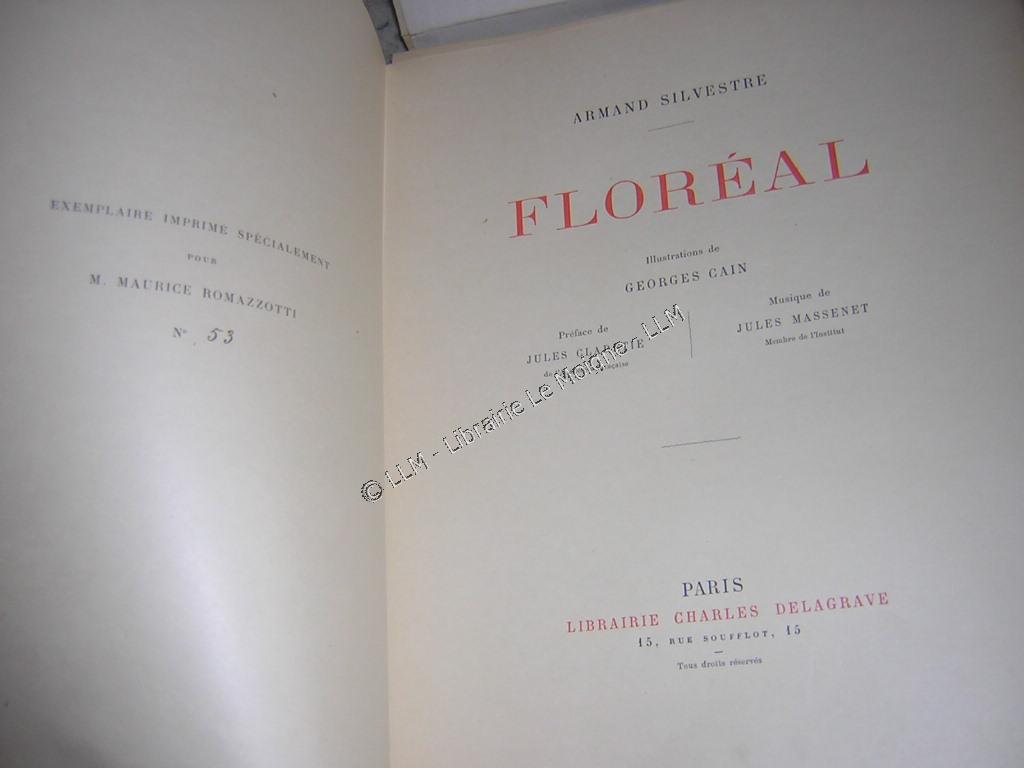 EXEMPLAIRE IMPRIMÉ SPÉCIALEMENT
POUR
M. MAURICE ROMAZZOTTI
N° 53
ARMAND SILVESTRE
FLORÉAL
Illustrations de
GEORGES CAIN
Préface de
JULES
de
Musique de
JULES MASSENET
Membre de l'Institut
PARIS
LIBRAIRIE CHARLES DELAGRAVE
15, RUE SOUFFLOT, 15
Tous droits réservés
© LLM - Librairie Le Moigne - LLM